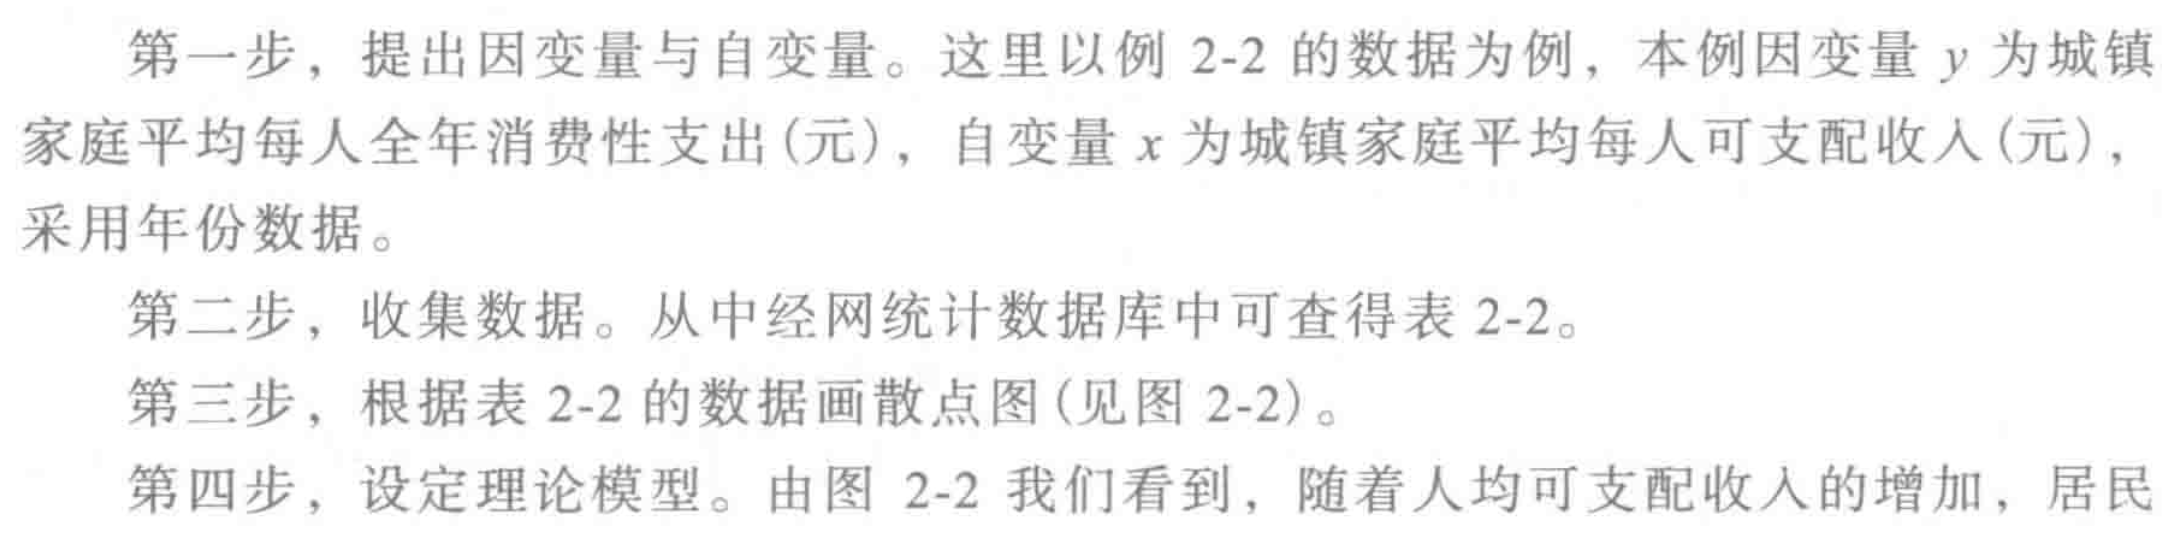 第一步，提出因变量与自变量。这里以例 2-2 的数据为例，本例因变量 y 为城镇
家庭平均每人全年消费性支出(元)，自变量 x 为城镇家庭平均每人可支配收入(元)，
采用年份数据。
第二步，收集数据。从中经网统计数据库中可查得表 2-2。
第三步，根据表 2-2 的数据画散点图(见图 2-2)。
第四步，设定理论模型。由图 2-2 我们看到，随着人均可支配收入的增加，居民